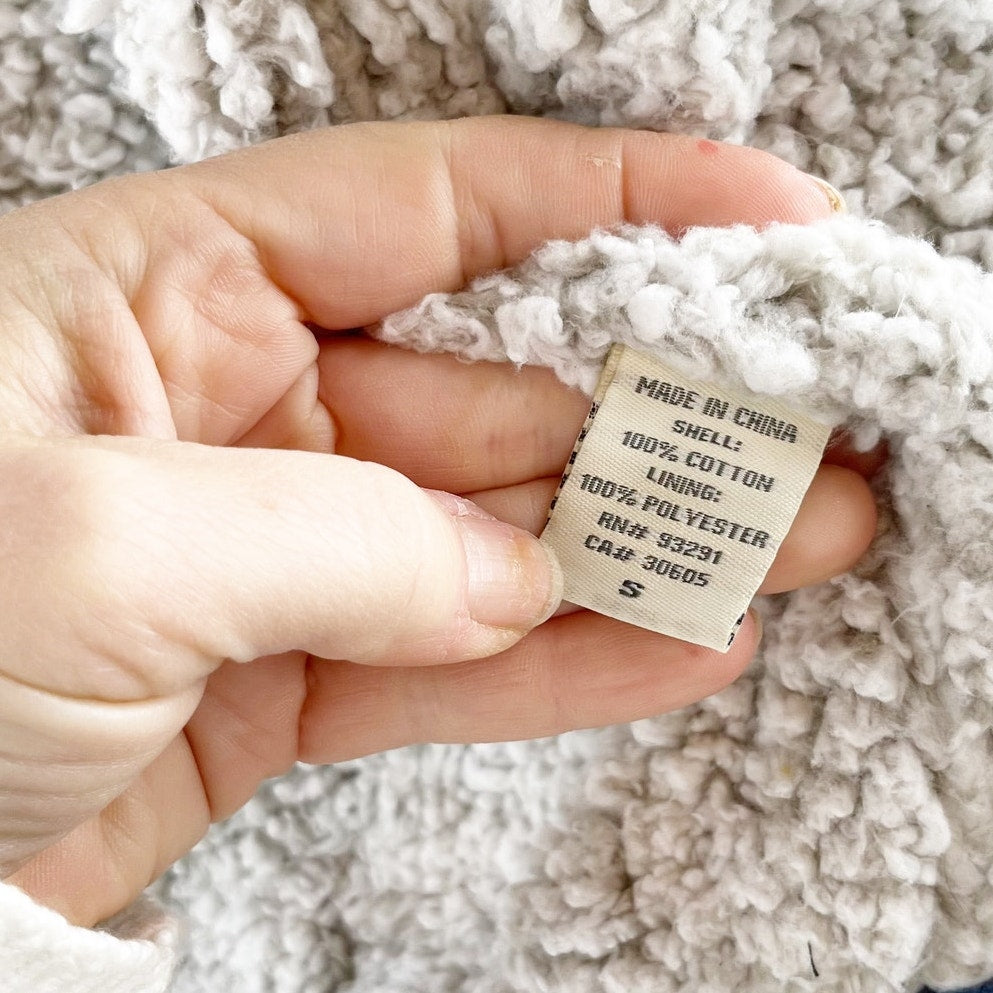 MADE IN CHINA
SHELL:
100% COTTON
LINING:
100% POLYESTER
RN# 93291
CA# 30605
S